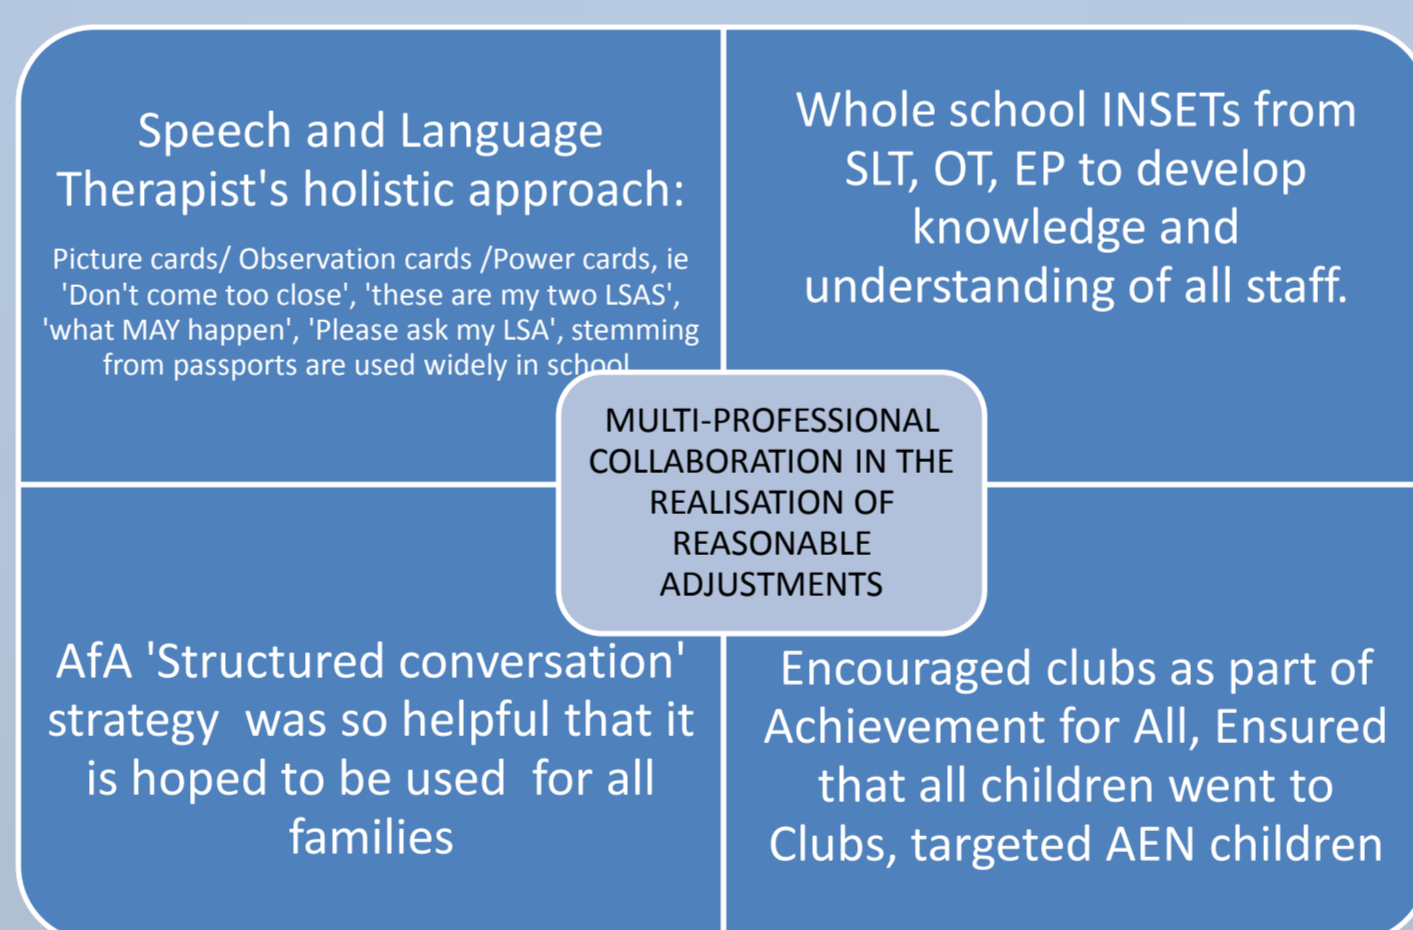 Speech and Language
Therapist's holistic approach:
Picture cards/ Observation cards /Power cards, ie
'Don't come too close', 'these are my two LSAS',
'what MAY happen', 'Please ask my LSA', stemming
from passports are used widely in school
Whole school INSETs from
SLT, OT, EP to develop
knowledge and
understanding of all staff.
MULTI-PROFESSIONAL
COLLABORATION IN THE
REALISATION OF
REASONABLE
ADJUSTMENTS
AfA 'Structured conversation'
strategy was so helpful that it
is hoped to be used for all
families
Encouraged clubs as part of
Achievement for All, Ensured
that all children went to
Clubs, targeted AEN children